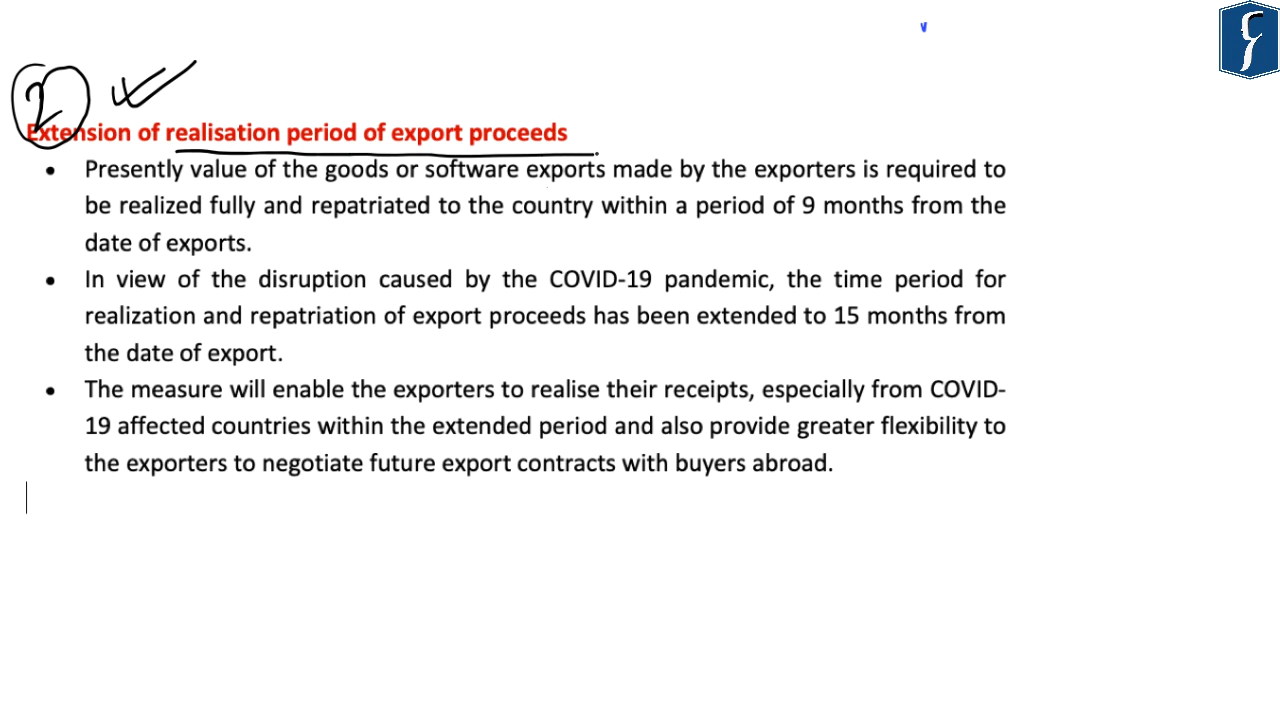 2
Extension of realisation period of export proceeds
• Presently value of the goods or software exports made by the exporters is required to
be realized fully and repatriated to the country within a period of 9 months from the
date of exports.
• In view of the disruption caused by the COVID-19 pandemic, the time period for
realization and repatriation of export proceeds has been extended to 15 months from
the date of export.
• The measure will enable the exporters to realise their receipts, especially from COVID-
19 affected countries within the extended period and also provide greater flexibility to
the exporters to negotiate future export contracts with buyers abroad.